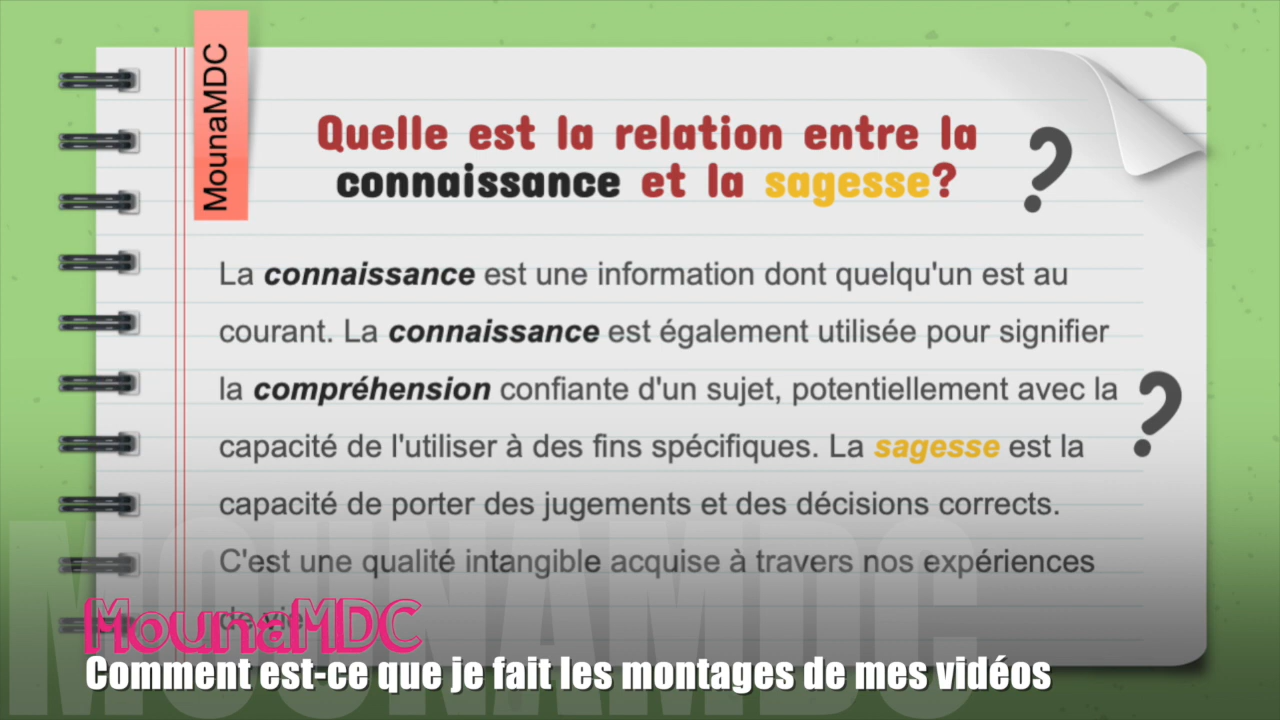 MounaMDC
Quelle est la relation entre la
connaissance et la sagesse?
?
La connaissance est une information dont quelqu'un est au
courant. La connaissance est également utilisée pour signifier
la compréhension confiante d'un sujet, potentiellement avec la
?
capacité de l'utiliser à des fins spécifiques. La sagesse est la
capacité de porter des jugements et des décisions corrects.
C'est une qualité intangible acquise à travers nos expériences
de vie
MOUNAMDC
MounaMDC
Comment est-ce que je fait les montages de mes vidéos